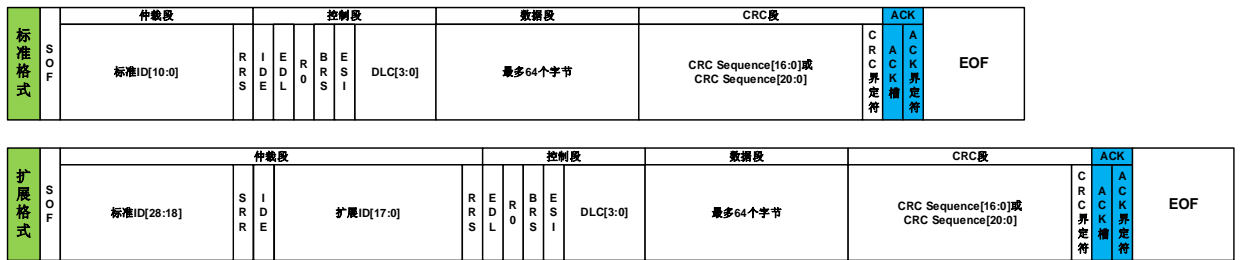 标准格式
SOF
仲裁段
控制段
数据段
CRC段
ACK
标准ID[10:0]
RRS
IDE
EDL
R0
BRS
ESI
DLC[3:0]
最多64个字节
CRC Sequence[16:0]或
CRC Sequence[20:0]
CRC界定符
ACK槽
ACK界定符
EOF
扩展格式
SOF
仲裁段
控制段
数据段
CRC段
ACK
标准ID[28:18]
SRR
IDE
扩展ID[17:0]
RRS
EDL
R0
BRS
ESI
DLC[3:0]
最多64个字节
CRC Sequence[16:0]或
CRC Sequence[20:0]
CRC界定符
ACK槽
ACK界定符
EOF